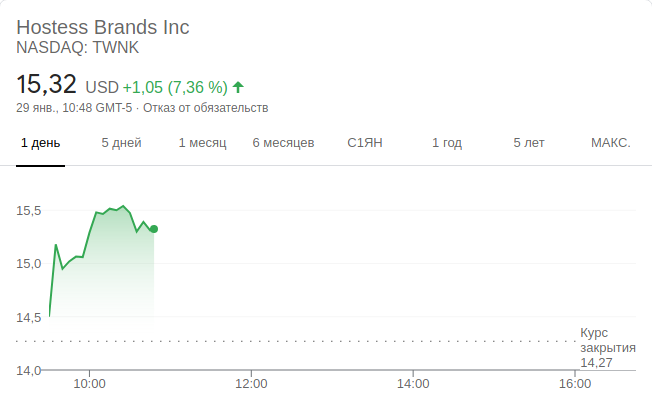 Hostess Brands Inc
NASDAQ: TWNK
15,32 USD +1,05 (7,36 %)
29 янв., 10:48 GMT-5 · Отказ от обязательств
1 день 5 дней 1 месяц 6 месяцев С1ЯН 1 год 5 лет МАКС.
15,5
15,0
14,5
Курс
закрытия
14,27
14,0
10:00 12:00 14:00 16:00